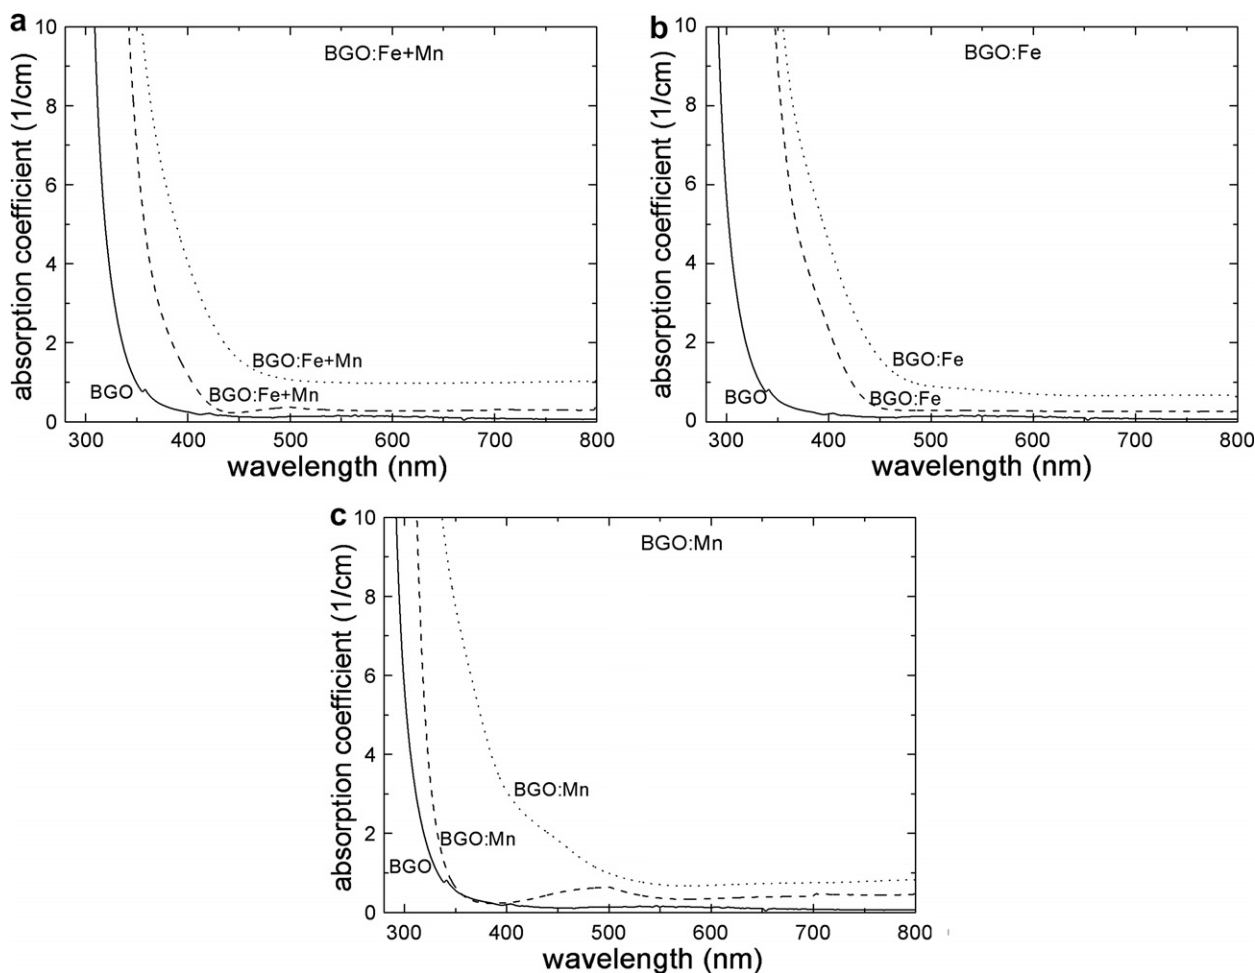 a
BGO:Fe+Mn
absorption coefficient (1/cm)
10
8
6
4
2
0
BGO
BGO:Fe+Mn
BGO:Fe+Mn
300 400 500 600 700 800
wavelength (nm)
b
BGO:Fe
absorption coefficient (1/cm)
10
8
6
4
2
0
BGO
BGO:Fe
BGO:Fe
300 400 500 600 700 800
wavelength (nm)
c
BGO:Mn
absorption coefficient (1/cm)
10
8
6
4
2
0
BGO:Mn
BGO:Mn
BGO
300 400 500 600 700 800
wavelength (nm)